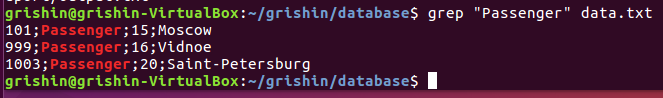 grishin@grishin-VirtualBox:~/grishin/database$ grep "Passenger" data.txt
101;Passenger;15;Moscow
999;Passenger;16;Vidnoe
1003;Passenger;20;Saint-Petersburg
grishin@grishin-VirtualBox:~/grishin/database$